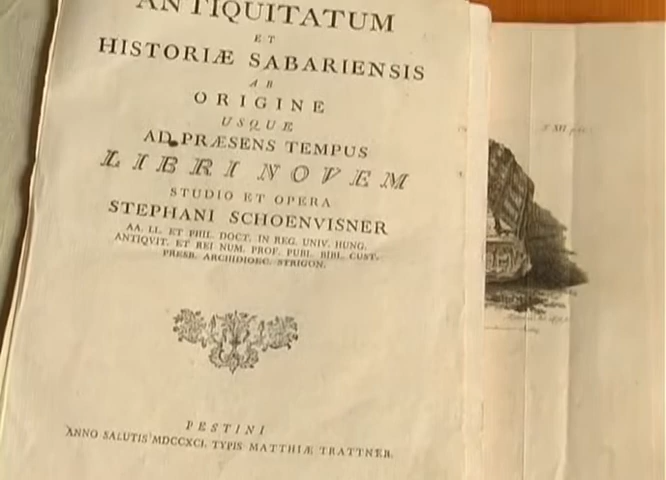 ANTIQUITATUM
ET
HISTORIÆ SABARIENSIS
AB
ORIGINE
USQUE
AD PRÆSENS TEMPUS
LIBRI NOVEM
STUDIO ET OPERA
STEPHANI SCHOENVISNER
AA. LL. ET PHIL. DOCT. IN REG. UNIV. HUNG.
ANTIQVIT. ET REI NUM. PROF. PUBL. BIBL. CUST.
PRESB. ARCHIDIOEC. STRIGON.
PESTINI
ANNO SALUTIS MDCCXCI. TYPIS MATTHIÆ TRATTNER.